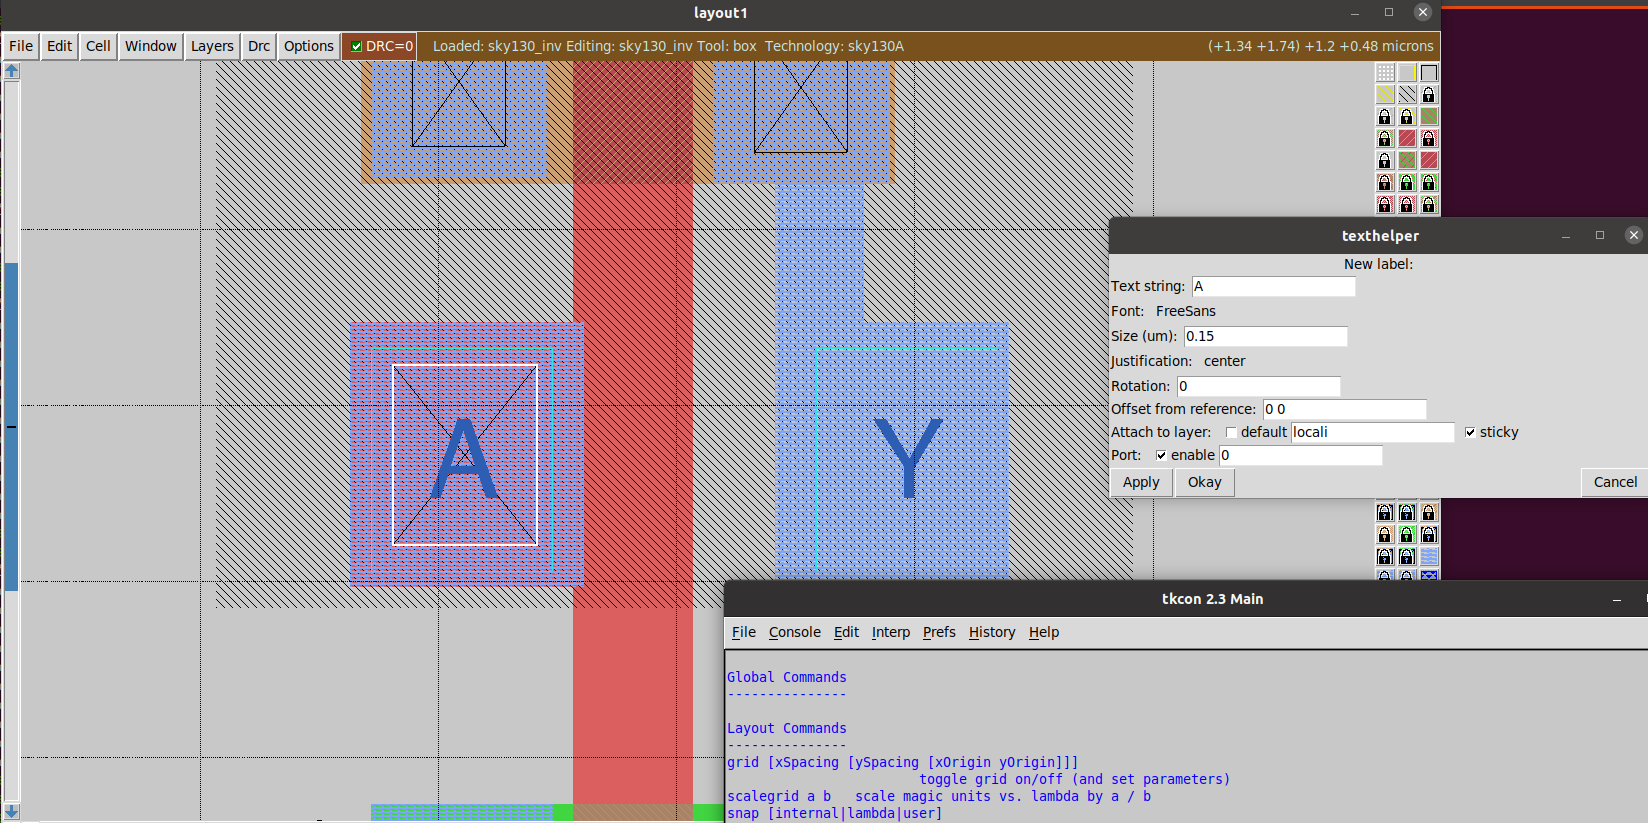 layout1
File Edit Cell Window Layers Drc Options DRC=0 Loaded: sky130_inv Editing: sky130_inv Tool: box Technology: sky130A (+1.34 +1.74) +1.2 +0.48 microns
texthelper
New label:
Text string: A
Font: FreeSans
Size (um): 0.15
Justification: center
Rotation: 0
Offset from reference: 0 0
Attach to layer: default locali sticky
Port: enable 0
Apply Okay Cancel
A Y
tkcon 2.3 Main
File Console Edit Interp Prefs History Help
Global Commands
---------------
Layout Commands
---------------
grid [xSpacing [ySpacing [xOrigin yOrigin]]]
toggle grid on/off (and set parameters)
scalegrid a b scale magic units vs. lambda by a / b
snap [internal|lambda|user]